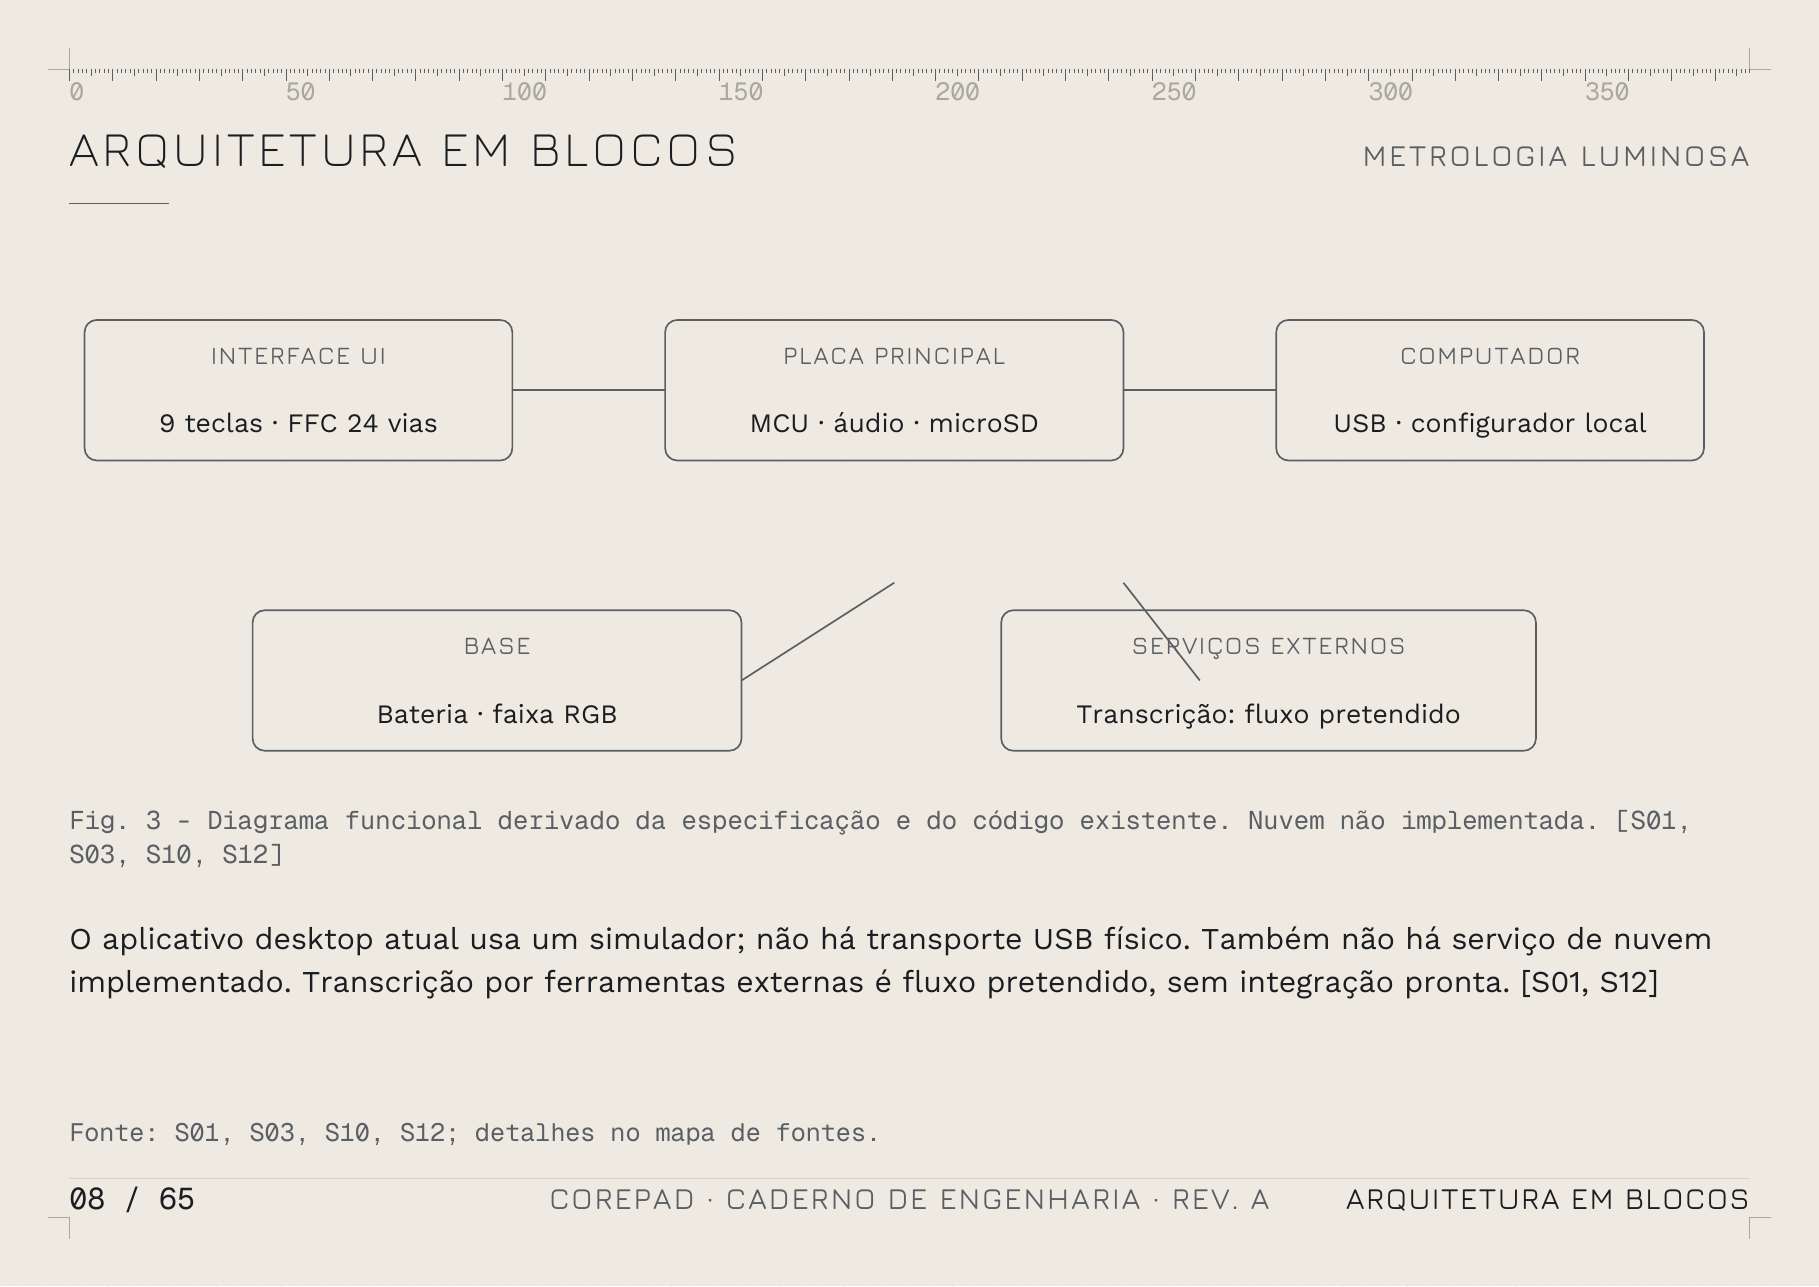 0 50 100 150 200 250 300 350
ARQUITETURA EM BLOCOS
METROLOGIA LUMINOSA
INTERFACE UI
9 teclas · FFC 24 vias
PLACA PRINCIPAL
MCU · áudio · microSD
COMPUTADOR
USB · configurador local
BASE
Bateria · faixa RGB
SERVIÇOS EXTERNOS
Transcrição: fluxo pretendido
Fig. 3 - Diagrama funcional derivado da especificação e do código existente. Nuvem não implementada. [S01,
S03, S10, S12]
O aplicativo desktop atual usa um simulador; não há transporte USB físico. Também não há serviço de nuvem
implementado. Transcrição por ferramentas externas é fluxo pretendido, sem integração pronta. [S01, S12]
Fonte: S01, S03, S10, S12; detalhes no mapa de fontes.
08 / 65
COREPAD · CADERNO DE ENGENHARIA · REV. A
ARQUITETURA EM BLOCOS